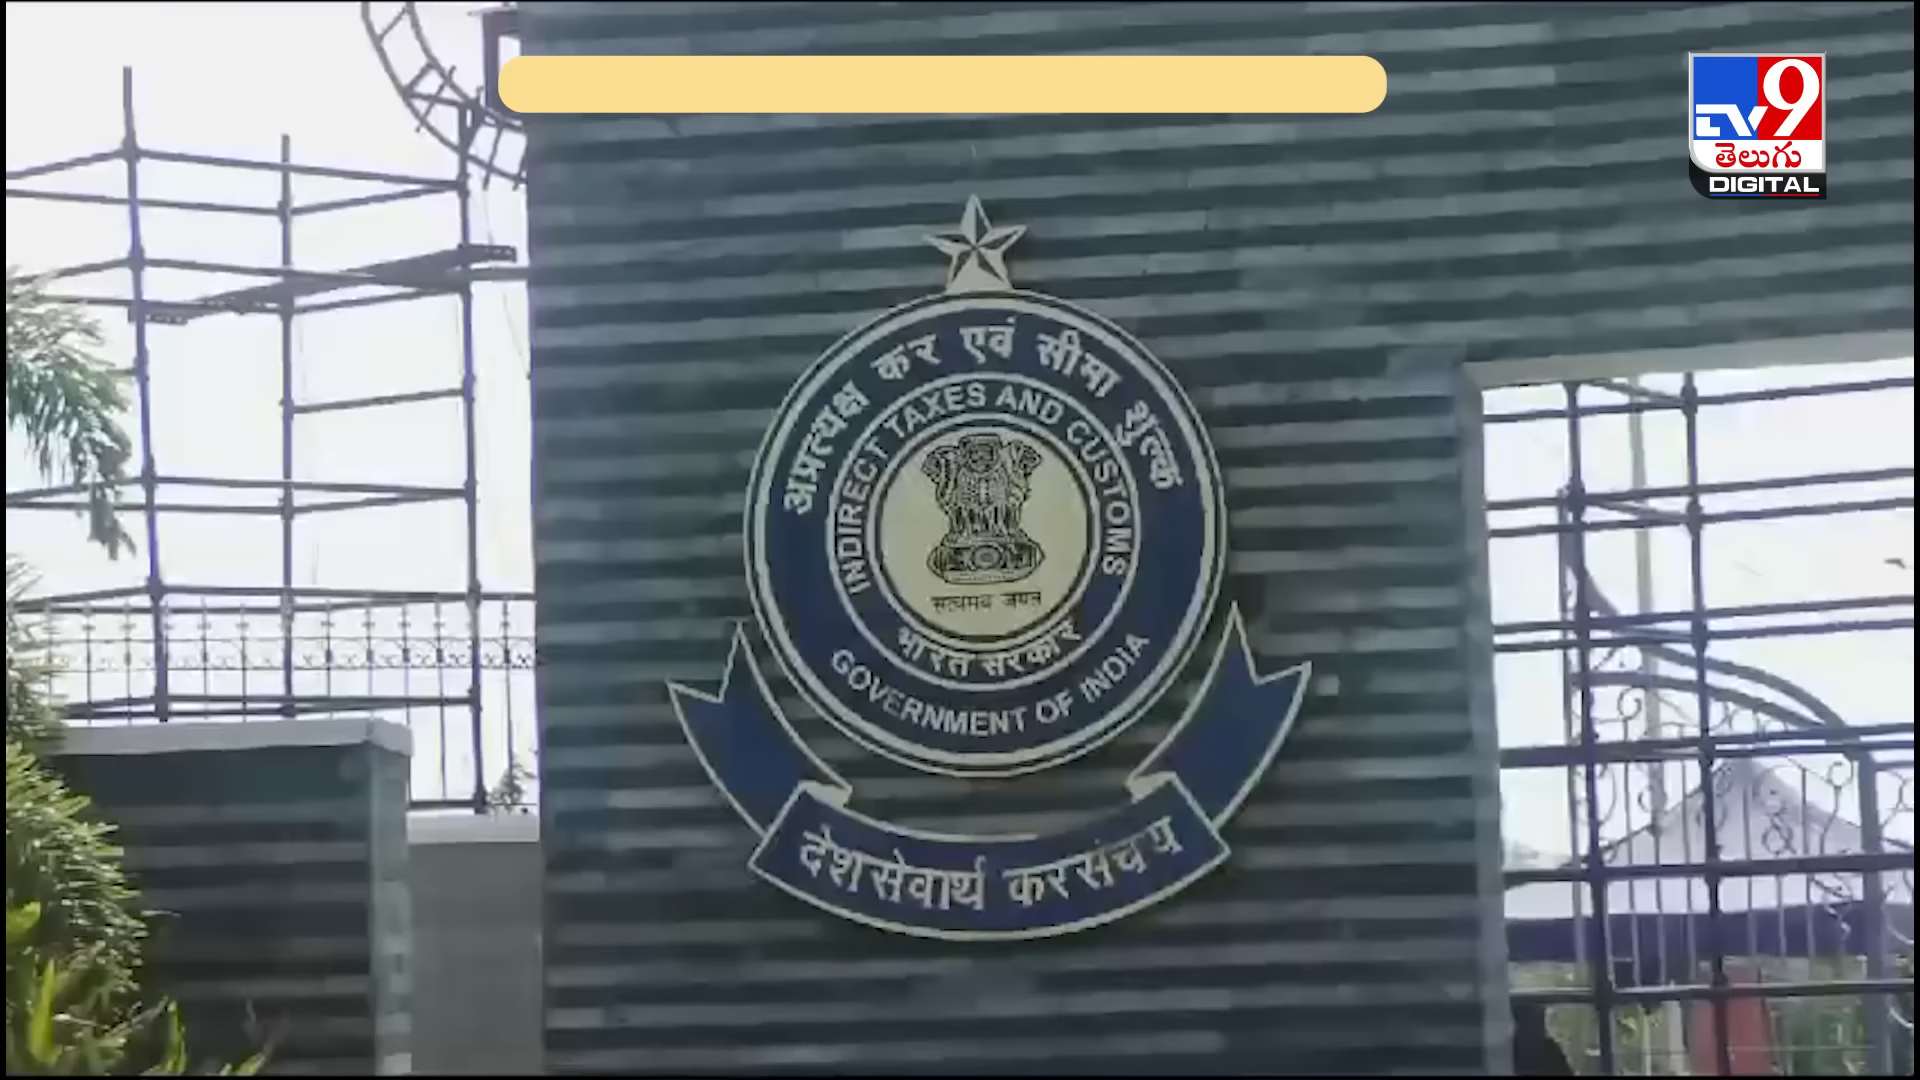 TV9
తెలుగు
DIGITAL
अप्रत्यक्ष कर एवं सीमा शुल्क
INDIRECT TAXES AND CUSTOMS
सत्यमेव जयते
भारत सरकार
GOVERNMENT OF INDIA
देशसेवार्थ करसंचय